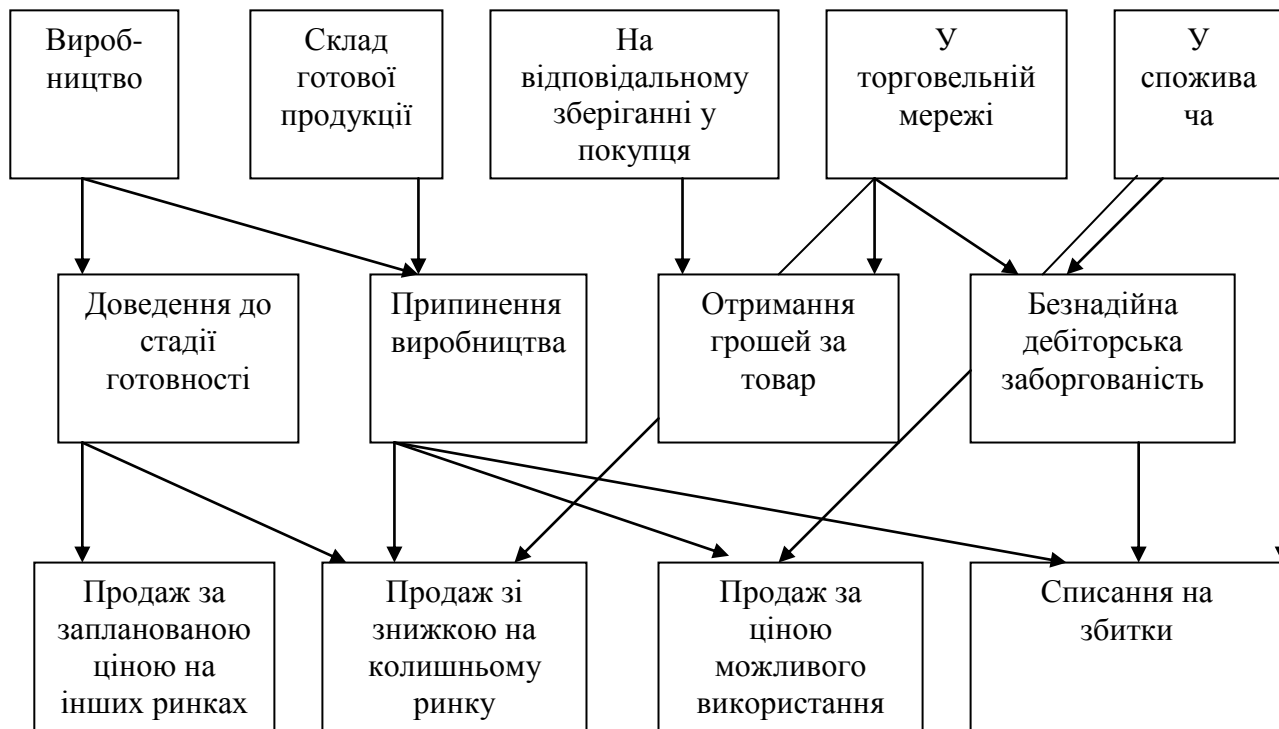 Вироб-
ництво
Склад
готової
продукції
На
відповідальному
зберіганні у
покупця
У
торговельній
мережі
У
спожива
ча
Доведення до
стадії
готовності
Припинення
виробництва
Отримання
грошей за
товар
Безнадійна
дебіторська
заборгованість
Продаж за
запланованою
ціною на
інших ринках
Продаж зі
знижкою на
колишньому
ринку
Продаж за
ціною
можливого
використання
Списання на
збитки